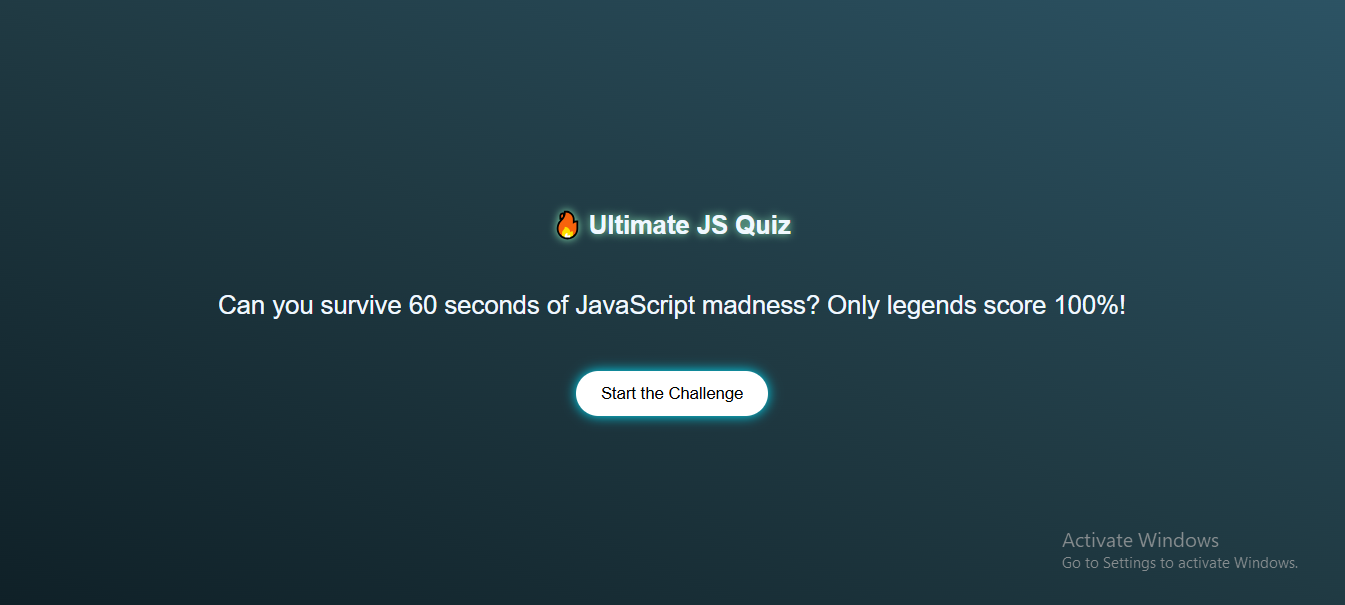 🔥 Ultimate JS Quiz
Can you survive 60 seconds of JavaScript madness? Only legends score 100%!
Start the Challenge
Activate Windows
Go to Settings to activate Windows.